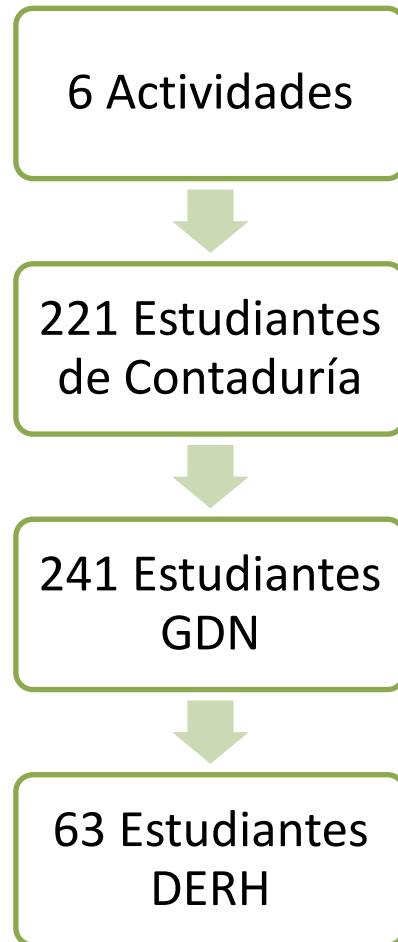 6 Actividades
221 Estudiantes
de Contaduría
241 Estudiantes
GDN
63 Estudiantes
DERH